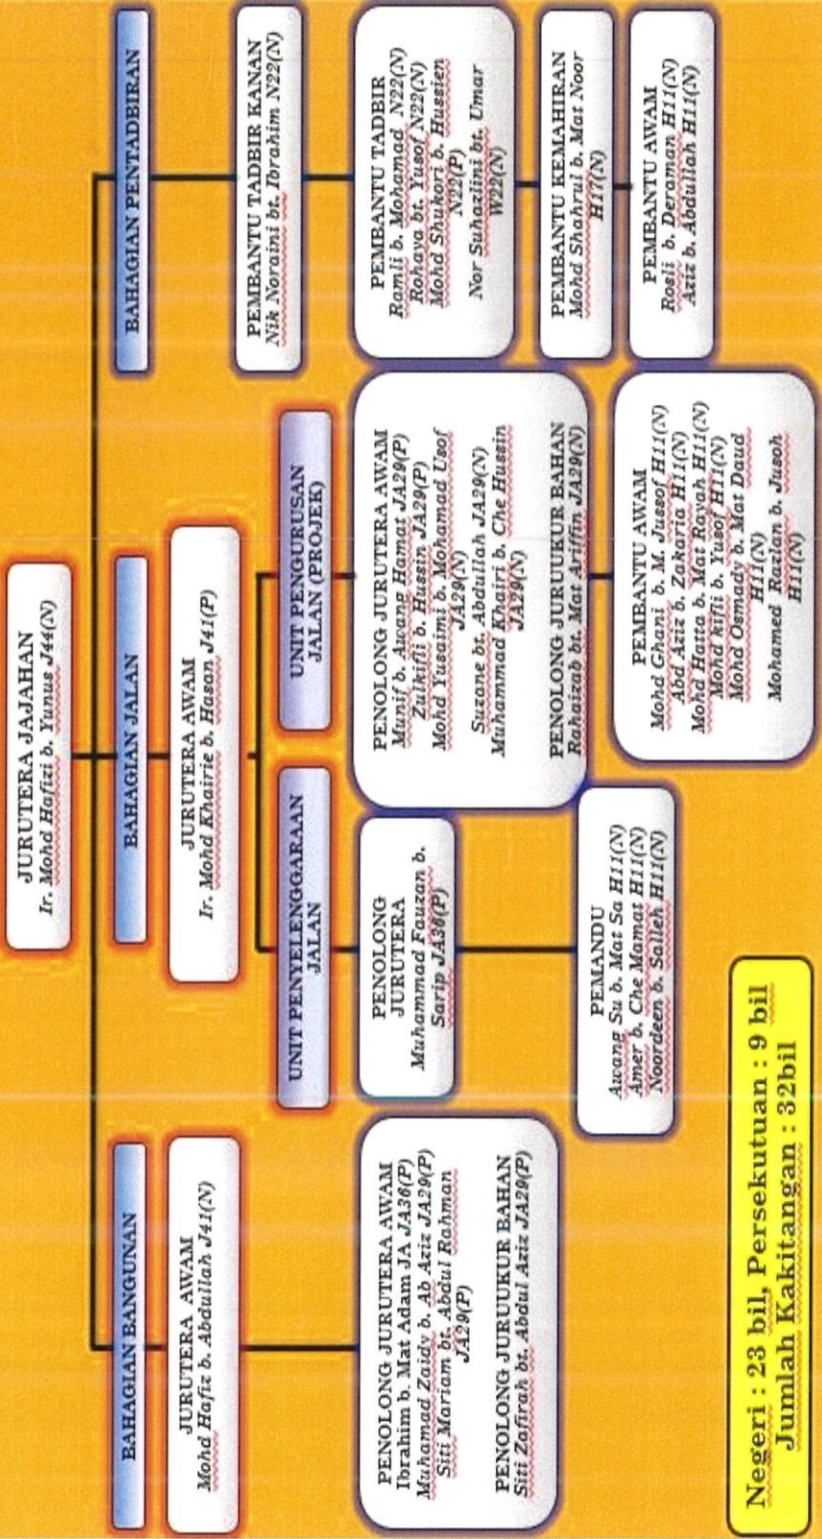 JURUTERA JAJAHAN
Ir. Mohd Hafizi b. Yunus J44(N)
BAHAGIAN BANGUNAN
JURUTERA AWAM
Mohd Hafiz b. Abdullah J41(N)
PENOLONG JURUTERA AWAM
Ibrahim b. Mat Adam JA JA36(P)
Muhamad Zaidy b. Ab Aziz JA29(P)
Siti Mariam bt. Abdul Rahman
JA29(P)
PENOLONG JURUUKUR BAHAN
Siti Zafirah bt. Abdul Aziz JA29(P)
BAHAGIAN JALAN
JURUTERA AWAM
Ir. Mohd Khairie b. Hasan J41(P)
UNIT PENYELENGGARAAN
JALAN
PENOLONG
JURUTERA
Muhammad Fauzan b.
Sarip JA36(P)
PEMANDU
Awang Su b. Mat Sa H11(N)
Amer b. Che Mamat H11(N)
Noordeen b. Salleh H11(N)
UNIT PENGURUSAN
JALAN (PROJEK)
PENOLONG JURUTERA AWAM
Munif b. Awang Hamat JA29(P)
Zulkifli b. Hussin JA29(P)
Mohd Yusaimi b. Mohamad Usof
JA29(N)
Suzane bt. Abdullah JA29(N)
Muhammad Khairi b. Che Hussin
JA29(N)
PENOLONG JURUUKUR BAHAN
Rahaizab bt. Mat Ariffin JA29(N)
PEMBANTU AWAM
Mohd Ghani b. M. Jussof H11(N)
Abd Aziz b. Zakaria H11(N)
Mohd Hatta b. Mat Rayah H11(N)
Mohd kifli b. Yusof H11(N)
Mohd Osmady b. Mat Daud
H11(N)
Mohamed Razlan b. Jusoh
H11(N)
BAHAGIAN PENTADBIRAN
PEMBANTU TADBIR KANAN
Nik Noraini bt. Ibrahim N22(N)
PEMBANTU TADBIR
Ramli b. Mohamad N22(N)
Rohaya bt. Yusof N22(N)
Mohd Shukori b. Hussien
N22(P)
Nor Suhazlimi bt. Umar
W22(N)
PEMBANTU KEMAHIRAN
Mohd Shahrul b. Mat Noor
H17(N)
PEMBANTU AWAM
Rosli b. Deraman H11(N)
Aziz b. Abdullah H11(N)
Negeri : 23 bil, Persekutuan : 9 bil
Jumlah Kakitangan : 32bil